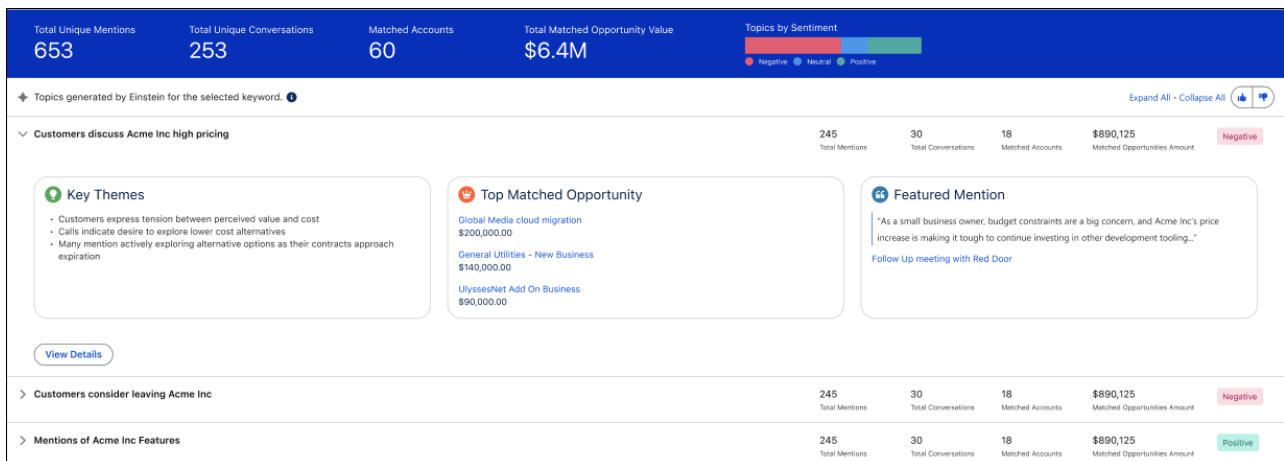 Total Unique Mentions
653
Total Unique Conversations
253
Matched Accounts
60
Total Matched Opportunity Value
$6.4M
Topics by Sentiment
Negative Neutral Positive
Topics generated by Einstein for the selected keyword.
Expand All - Collapse All
Customers discuss Acme Inc high pricing
245
Total Mentions
30
Total Conversations
18
Matched Accounts
$890,125
Matched Opportunities Amount
Negative
Key Themes
• Customers express tension between perceived value and cost
• Calls indicate desire to explore lower cost alternatives
• Many mention actively exploring alternative options as their contracts approach
expiration
Top Matched Opportunity
Global Media cloud migration
$200,000.00
General Utilities - New Business
$140,000.00
UlyssesNet Add On Business
$90,000.00
Featured Mention
"As a small business owner, budget constraints are a big concern, and Acme Inc's price
increase is making it tough to continue investing in other development tooling..."
Follow Up meeting with Red Door
View Details
Customers consider leaving Acme Inc
245
Total Mentions
30
Total Conversations
18
Matched Accounts
$890,125
Matched Opportunities Amount
Negative
Mentions of Acme Inc Features
245
Total Mentions
30
Total Conversations
18
Matched Accounts
$890,125
Matched Opportunities Amount
Positive